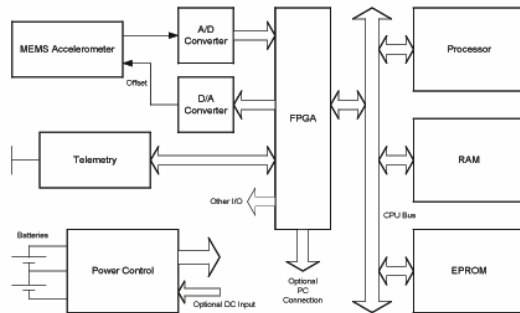 MEMS Accelerometer
A/D
Converter
Offset
D/A
Converter
FPGA
Processor
Telemetry
RAM
Other I/O
CPU Bus
Batteries
Power Control
Optional DC Input
Optional
PC
Connection
EPROM